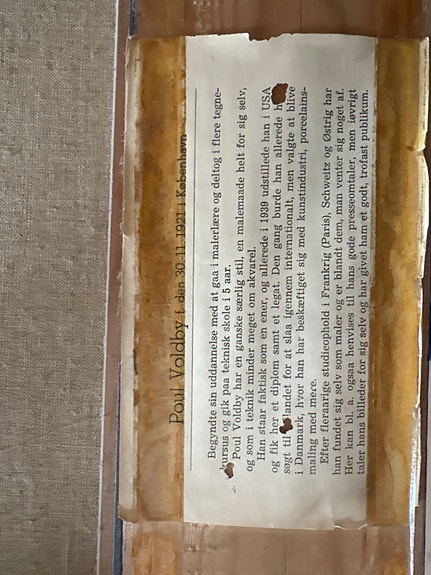 Poul Voldby f. den 30.11.1921 i København
Begyndte sin uddannelse med at gaa i malerlære og deltog i flere tegne-
kursus og gik paa teknisk skole i 5 aar.
Poul Voldby har en ganske særlig stil, en malemaade helt for sig selv,
og som i teknik minder meget om akvarel.
Han staar faktisk som en ener, og allerede i 1939 udstillede han i USA
og fik her et diplom samt et legat. Den gang burde han allerede
søgt til landet for at slaa igennem internationalt, men valgte at blive
i Danmark, hvor han har beskæftiget sig med kunstindustri, porcelains-
maling med mere.
Efter fleraarige studieophold i Frankrig (Paris), Schweitz og Østrig har
han fundet sig selv som maler og er blandt dem, man venter sig noget af.
Her kan bl. a. ogsaa henvises til hans gode presseomtaler, men iøvrigt
taler hans billeder for sig selv og har givet ham et godt, trofast publikum.